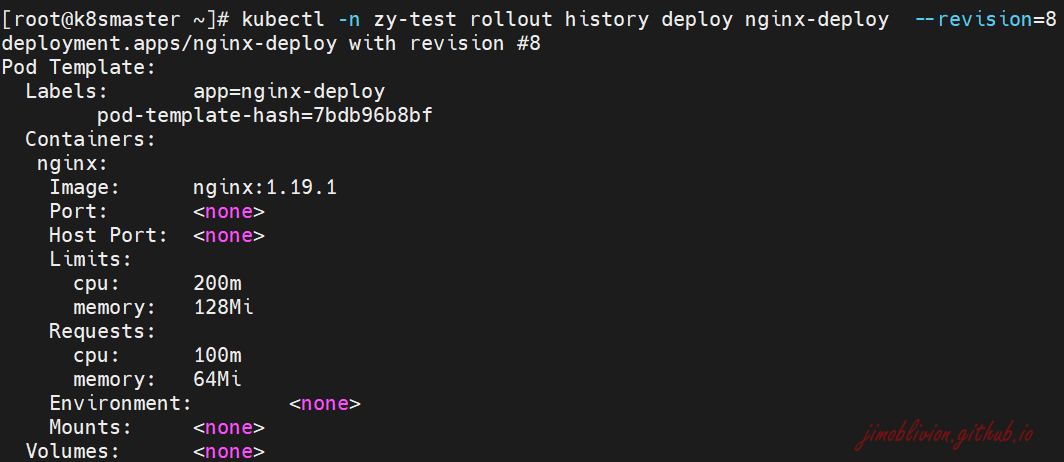 [root@k8smaster ~]# kubectl -n zy-test rollout history deploy nginx-deploy  --revision=8
deployment.apps/nginx-deploy with revision #8
Pod Template:
  Labels:       app=nginx-deploy
        pod-template-hash=7bdb96b8bf
  Containers:
   nginx:
    Image:      nginx:1.19.1
    Port:       <none>
    Host Port:  <none>
    Limits:
      cpu:      200m
      memory:   128Mi
    Requests:
      cpu:      100m
      memory:   64Mi
    Environment:        <none>
    Mounts:     <none>
  Volumes:      <none>
jimoblivion.github.io